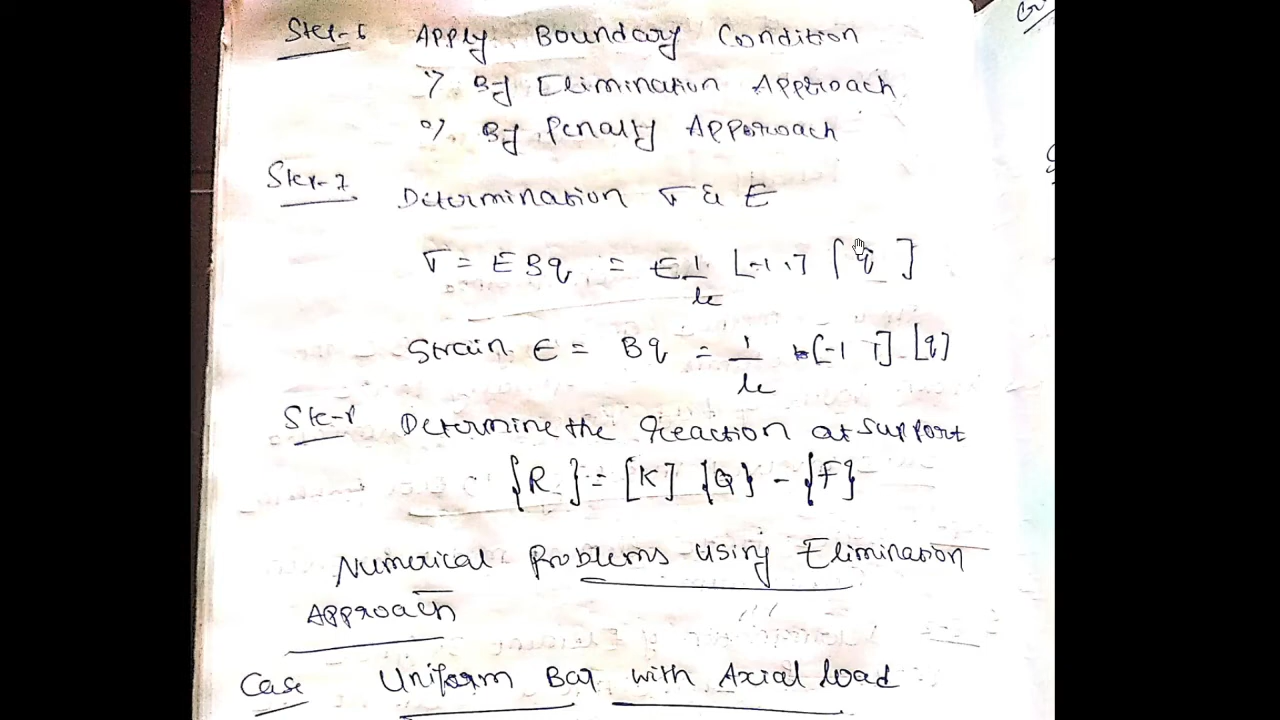 Step-6 Apply Boundary Condition
1) By Elimination Approach
2) By Penalty Approach
Step-7 Determination σ & ϵ
σ = E B q = E 1/le [-1 1] [q]
Strain ϵ = Bq = 1/le [-1 1] [q]
Step-8 Determine the reaction at support
{R} = [K] {Q} - {F}
Numerical Problems using Elimination
Approach
Case Uniform Bar with Axial load